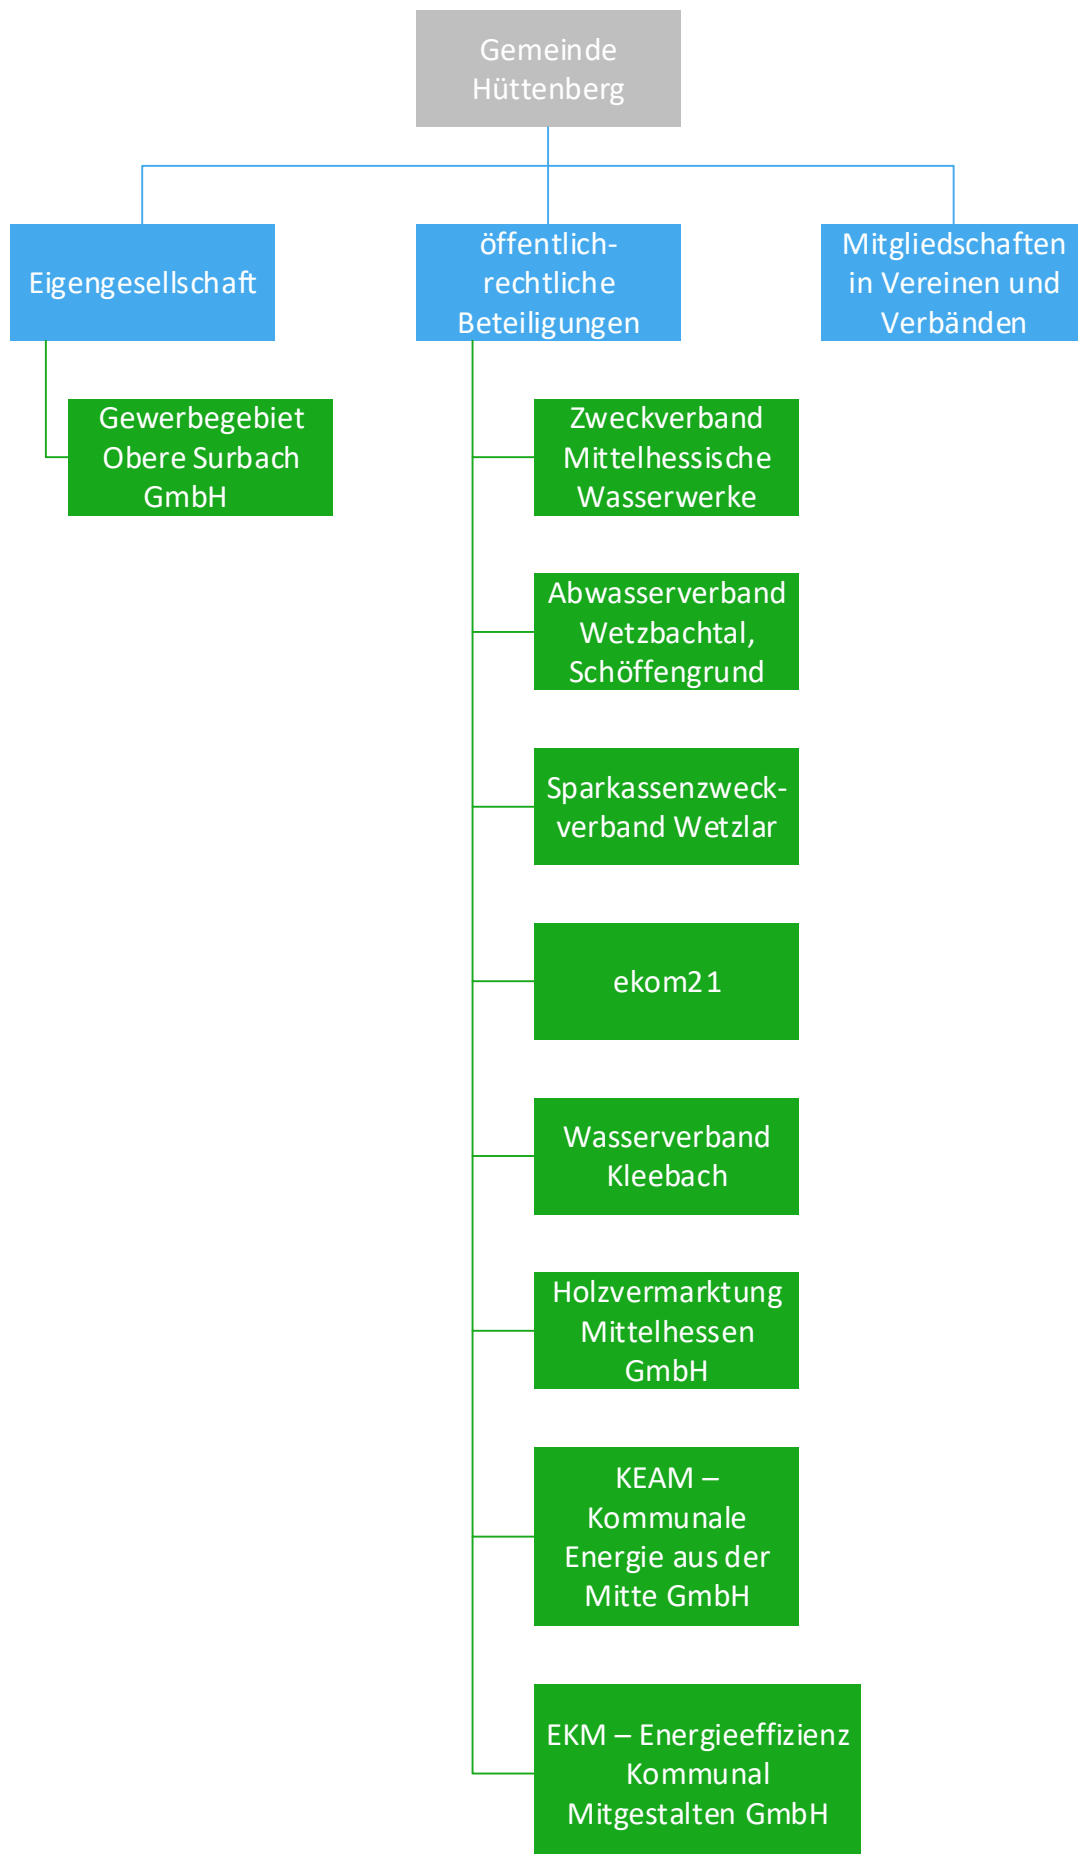 Gemeinde
Hüttenberg
Eigengesellschaft
öffentlich-
rechtliche
Beteiligungen
Mitgliedschaften
in Vereinen und
Verbänden
Gewerbegebiet
Obere Surbach
GmbH
Zweckverband
Mittelhessische
Wasserwerke
Abwasserverband
Wetzbachtal,
Schöffengrund
Sparkassenzweck-
verband Wetzlar
ekom21
Wasserverband
Kleebach
Holzvermarktung
Mittelhessen
GmbH
KEAM –
Kommunale
Energie aus der
Mitte GmbH
EKM – Energieeffizienz
Kommunal
Mitgestalten GmbH